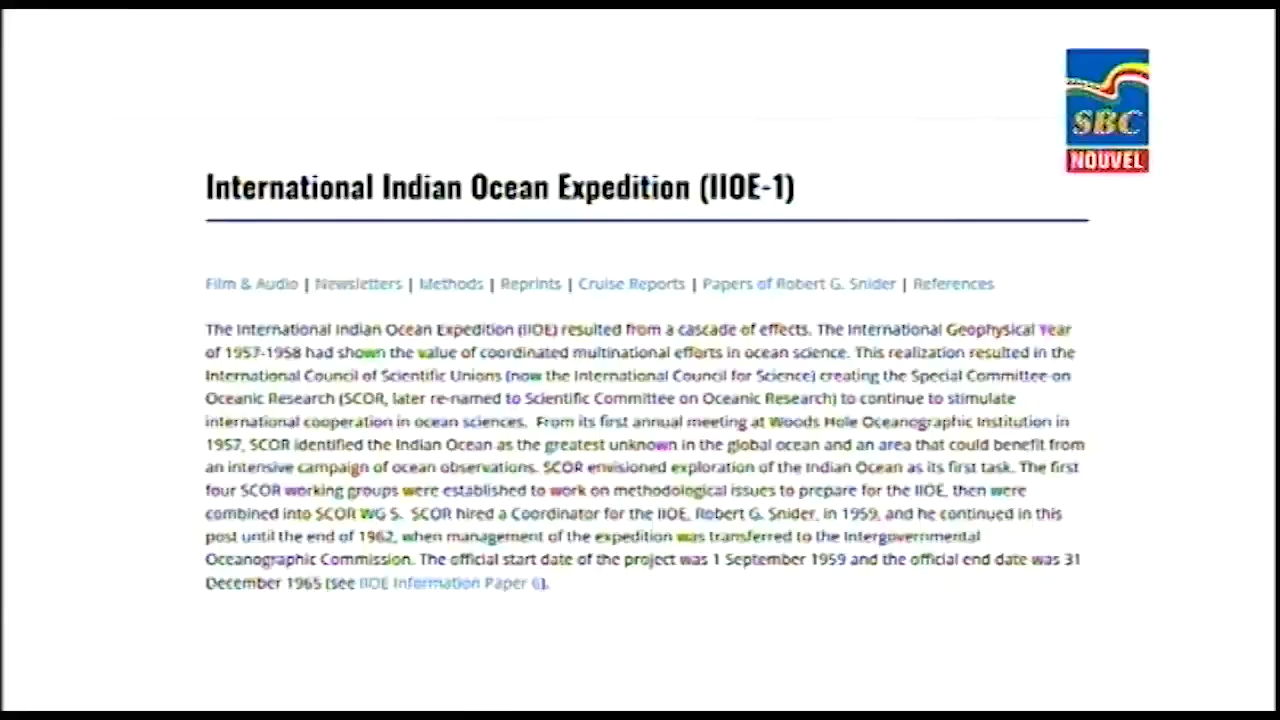 SBC
NOUVEL
International Indian Ocean Expedition (IIOE-1)
Film & Audio | Newsletters | Methods | Reprints | Cruise Reports | Papers of Robert G. Snider | References
The International Indian Ocean Expedition (IIOE) resulted from a cascade of effects. The International Geophysical Year
of 1957-1958 had shown the value of coordinated multinational efforts in ocean science. This realization resulted in the
International Council of Scientific Unions (now the International Council for Science) creating the Special Committee on
Oceanic Research (SCOR, later re-named to Scientific Committee on Oceanic Research) to continue to stimulate
international cooperation in ocean sciences. From its first annual meeting at Woods Hole Oceanographic Institution in
1957, SCOR identified the Indian Ocean as the greatest unknown in the global ocean and an area that could benefit from
an intensive campaign of ocean observations. SCOR envisioned exploration of the Indian Ocean as its first task. The first
four SCOR working groups were established to work on methodological issues to prepare for the IIOE, then were
combined into SCOR WG 5. SCOR hired a Coordinator for the IIOE, Robert G. Snider, in 1959, and he continued in this
post until the end of 1962, when management of the expedition was transferred to the Intergovernmental
Oceanographic Commission. The official start date of the project was 1 September 1959 and the official end date was 31
December 1965 (see IIOE Information Paper 6).